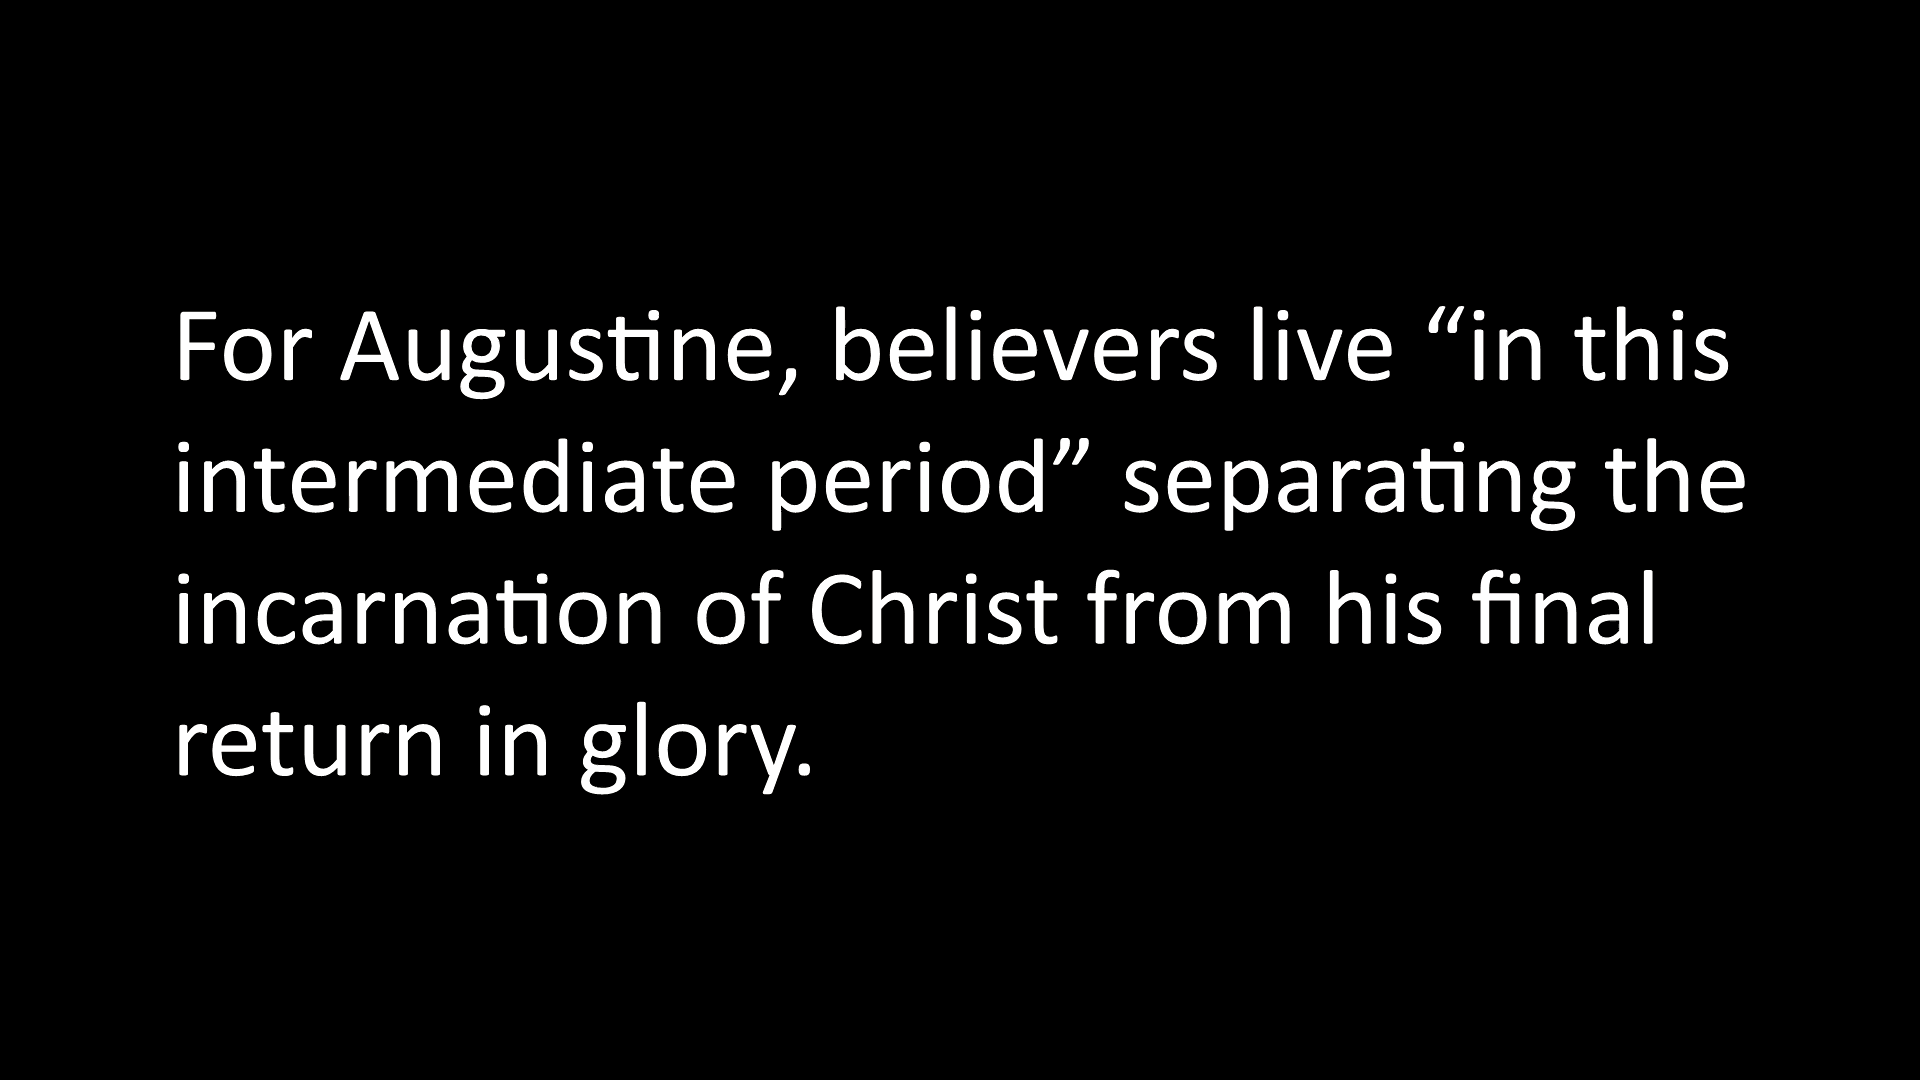 For Augustine, believers live “in this
intermediate period” separating the
incarnation of Christ from his final
return in glory.